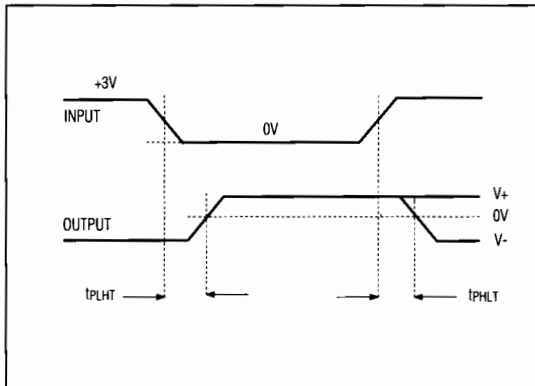 +3V
INPUT
0V
V+
0V
OUTPUT
V-
tPLHT
tPHLT